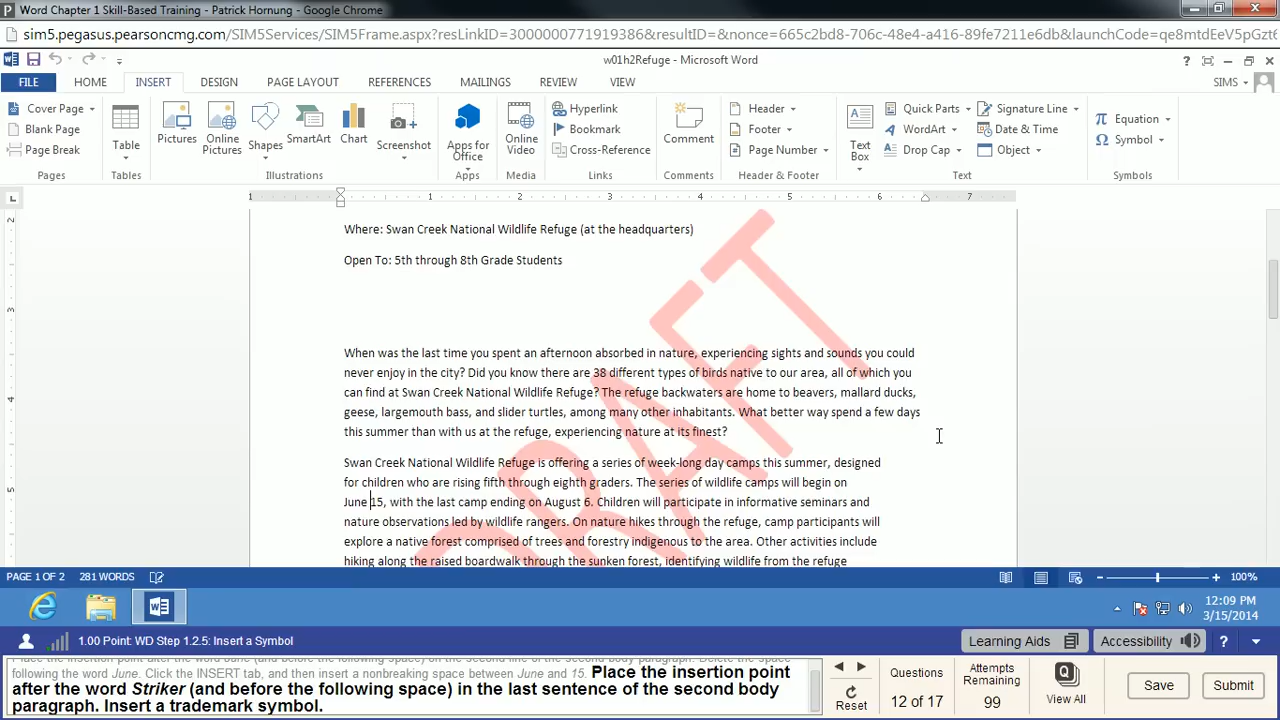 Word Chapter 1 Skill-Based Training - Patrick Hornung - Google Chrome
sim5.pegasus.pearsoncmg.com/SIM5Services/SIM5Frame.aspx?resLinkID=3000000771919386&resultID=&nonce=665c2bd8-706c-48e4-a416-89fe7211e6db&launchCode=qe8mtdEeV5pGzt6
w01h2Refuge - Microsoft Word
FILE HOME INSERT DESIGN PAGE LAYOUT REFERENCES MAILINGS REVIEW VIEW SIMS
Cover Page
Blank Page
Page Break
Pages
Table
Tables
Pictures
Online Pictures
Shapes
SmartArt
Chart
Screenshot
Illustrations
Apps for Office
Apps
Online Video
Media
Hyperlink
Bookmark
Cross-Reference
Links
Comment
Comments
Header
Footer
Page Number
Header & Footer
Text Box
Quick Parts
WordArt
Drop Cap
Signature Line
Date & Time
Object
Text
Equation
Symbol
Symbols
1 1 2 3 4 5 6 7
2
3
4
5
Where: Swan Creek National Wildlife Refuge (at the headquarters)
Open To: 5th through 8th Grade Students
DRAFT
When was the last time you spent an afternoon absorbed in nature, experiencing sights and sounds you could
never enjoy in the city? Did you know there are 38 different types of birds native to our area, all of which you
can find at Swan Creek National Wildlife Refuge? The refuge backwaters are home to beavers, mallard ducks,
geese, largemouth bass, and slider turtles, among many other inhabitants. What better way spend a few days
this summer than with us at the refuge, experiencing nature at its finest?
Swan Creek National Wildlife Refuge is offering a series of week-long day camps this summer, designed
for children who are rising fifth through eighth graders. The series of wildlife camps will begin on
June 15, with the last camp ending on August 6. Children will participate in informative seminars and
nature observations led by wildlife rangers. On nature hikes through the refuge, camp participants will
explore a native forest comprised of trees and forestry indigenous to the area. Other activities include
hiking along the raised boardwalk through the sunken forest, identifying wildlife from the refuge
PAGE 1 OF 2 281 WORDS 100%
12:09 PM
3/15/2014
1.00 Point: WD Step 1.2.5: Insert a Symbol
Learning Aids
Accessibility
?
Place the insertion point after the word June (and before the following space) on the second line of the second body paragraph. Delete the space
following the word June. Click the INSERT tab, and then insert a nonbreaking space between June and 15. Place the insertion point
after the word Striker (and before the following space) in the last sentence of the second body
paragraph. Insert a trademark symbol.
Reset
Questions
12 of 17
Attempts Remaining
99
View All
Save
Submit